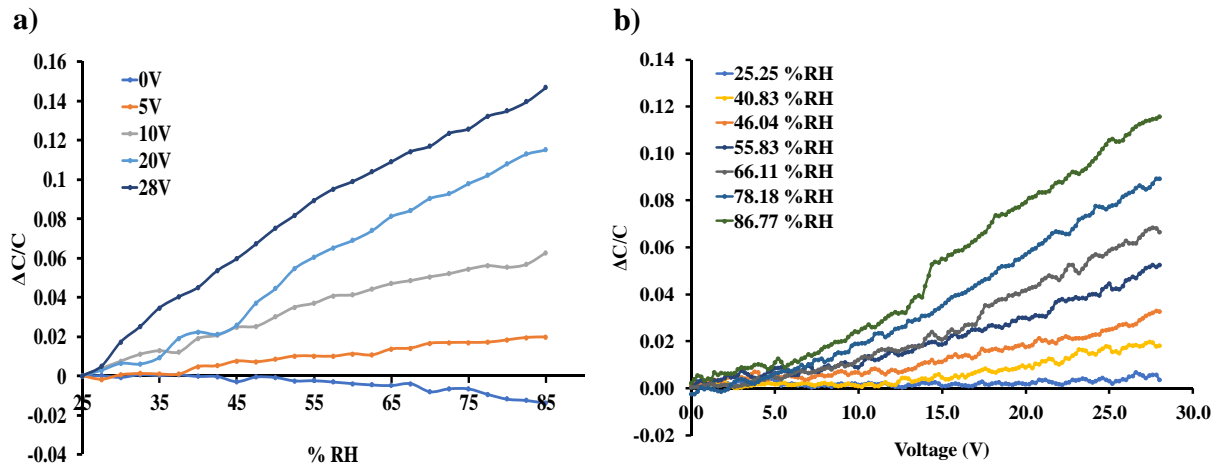 a)
0.16
0.14
0.12
0.1
0.08
0.06
0.04
0.02
0
-0.02
-0.04
ΔC/C
0V
5V
10V
20V
28V
25 35 45 55 65 75 85
% RH
b)
0.14
0.12
0.10
0.08
0.06
0.04
0.02
0.00
-0.02
ΔC/C
25.25 %RH
40.83 %RH
46.04 %RH
55.83 %RH
66.11 %RH
78.18 %RH
86.77 %RH
0.0 5.0 10.0 15.0 20.0 25.0 30.0
Voltage (V)